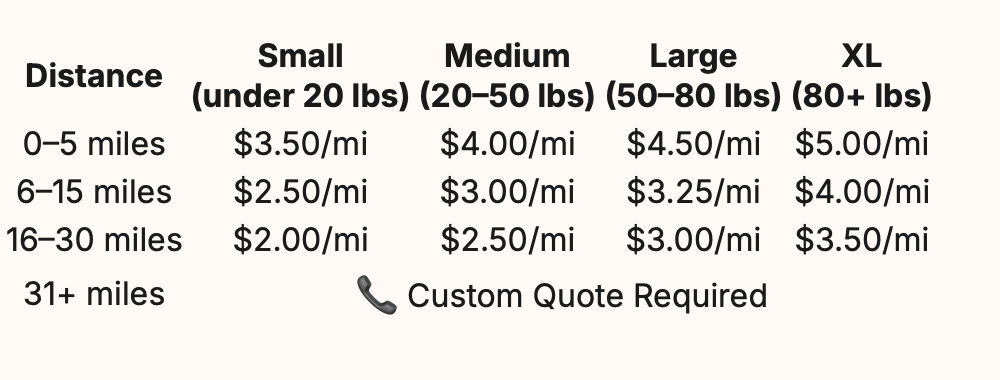 Distance Small (under 20 lbs) Medium (20–50 lbs) Large (50–80 lbs) XL (80+ lbs)
0–5 miles $3.50/mi $4.00/mi $4.50/mi $5.00/mi
6–15 miles $2.50/mi $3.00/mi $3.25/mi $4.00/mi
16–30 miles $2.00/mi $2.50/mi $3.00/mi $3.50/mi
31+ miles 📞 Custom Quote Required